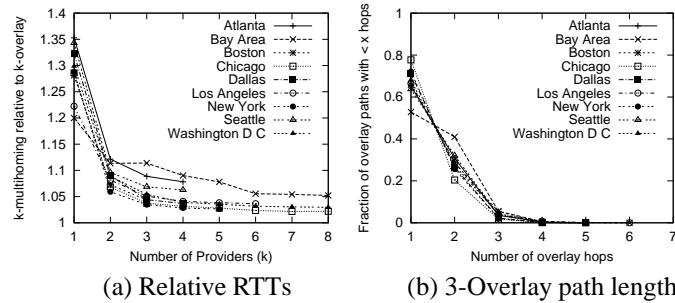 k-multihoming relative to k-overlay
1.35
1.3
1.25
1.2
1.15
1.1
1.05
1
1 2 3 4 5 6 7 8
Number of Providers (k)
Atlanta
Bay Area
Boston
Chicago
Dallas
Los Angeles
New York
Seattle
Washington D C
(a) Relative RTTs
Fraction of overlay paths with < x hops
1
0.8
0.6
0.4
0.2
0
1 2 3 4 5 6 7
Number of overlay hops
Atlanta
Bay Area
Boston
Chicago
Dallas
Los Angeles
New York
Seattle
Washington D C
(b) 3-Overlay path length